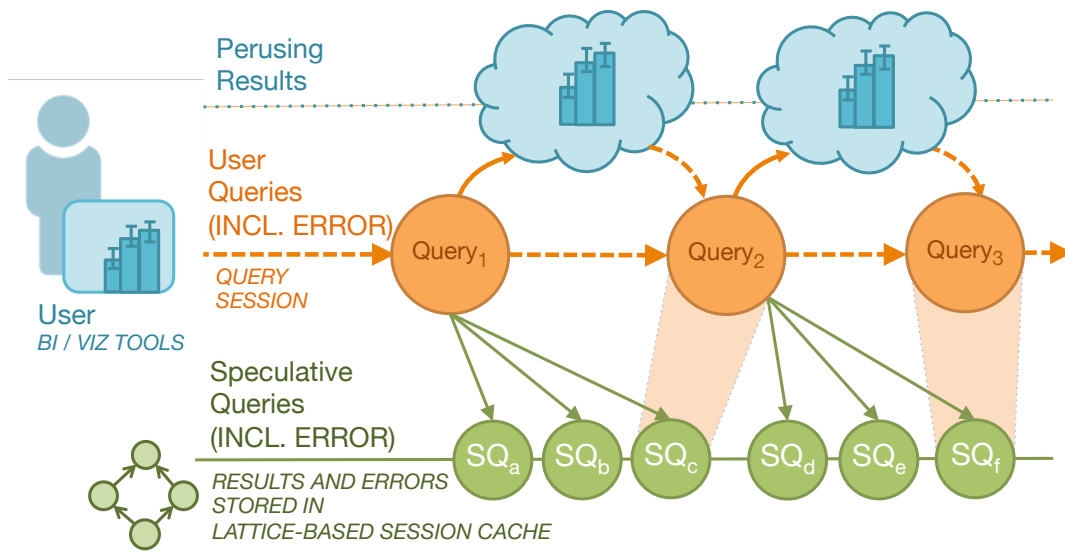 Perusing
Results
User
Queries
(INCL. ERROR)
Query1
Query2
Query3
QUERY
SESSION
User
BI / VIZ TOOLS
Speculative
Queries
(INCL. ERROR)
SQa
SQb
SQc
SQd
SQe
SQf
RESULTS AND ERRORS
STORED IN
LATTICE-BASED SESSION CACHE